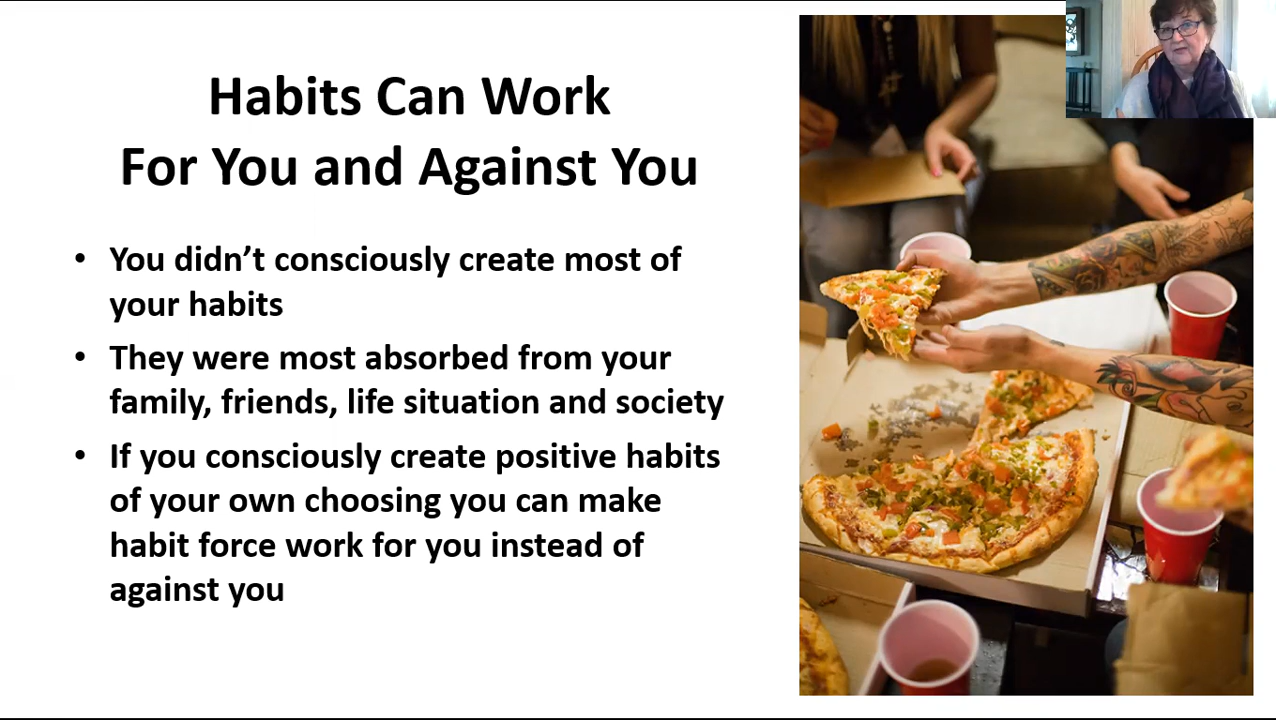 Habits Can Work
For You and Against You
• You didn’t consciously create most of
your habits
• They were most absorbed from your
family, friends, life situation and society
• If you consciously create positive habits
of your own choosing you can make
habit force work for you instead of
against you